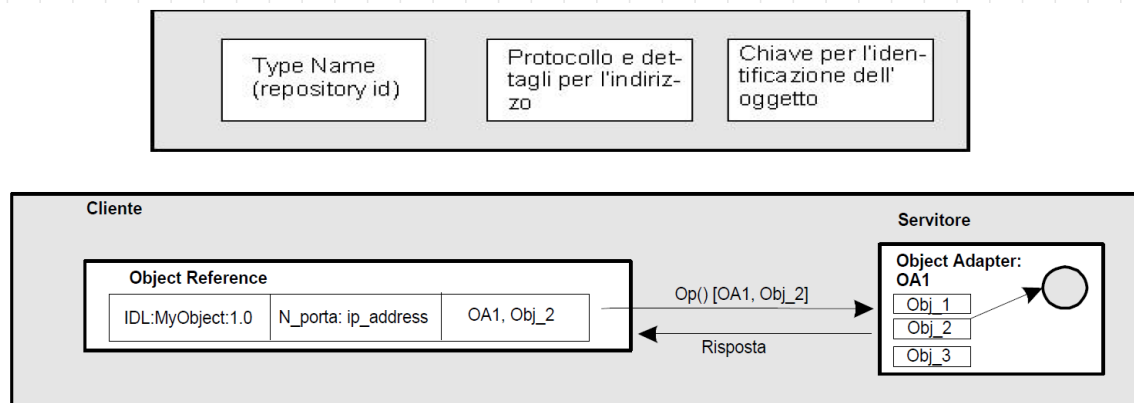 Type Name
(repository id)
Protocollo e det-
tagli per l'indiriz-
zo
Chiave per l'iden-
tificazione dell'
oggetto
Cliente
Servitore
Object Reference
IDL:MyObject:1.0
N_porta: ip_address
OA1, Obj_2
Op() [OA1, Obj_2]
Risposta
Object Adapter:
OA1
Obj_1
Obj_2
Obj_3